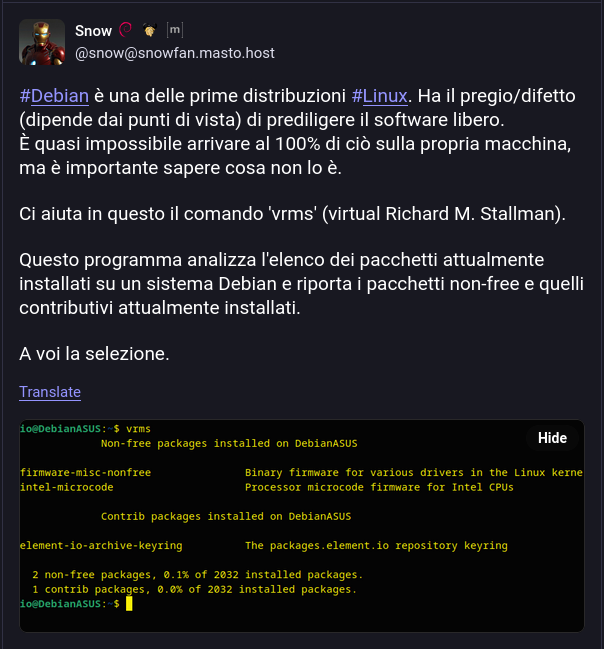 Snow
[m]
@snow@snowfan.masto.host
#Debian è una delle prime distribuzioni #Linux. Ha il pregio/difetto
(dipende dai punti di vista) di prediligere il software libero.
È quasi impossibile arrivare al 100% di ciò sulla propria macchina,
ma è importante sapere cosa non lo è.
Ci aiuta in questo il comando 'vrms' (virtual Richard M. Stallman).
Questo programma analizza l'elenco dei pacchetti attualmente
installati su un sistema Debian e riporta i pacchetti non-free e quelli
contributivi attualmente installati.
A voi la selezione.
Translate
Hide
io@DebianASUS:~$ vrms
Non-free packages installed on DebianASUS
firmware-misc-nonfree Binary firmware for various drivers in the Linux kerne
intel-microcode Processor microcode firmware for Intel CPUs
Contrib packages installed on DebianASUS
element-io-archive-keyring The packages.element.io repository keyring
2 non-free packages, 0.1% of 2032 installed packages.
1 contrib packages, 0.0% of 2032 installed packages.
io@DebianASUS:~$